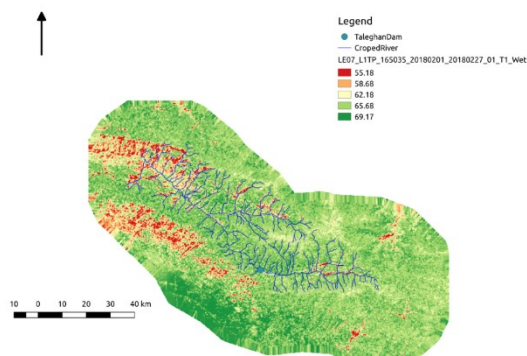 Legend
TaleghanDam
CropedRiver
LE07_L1TP_165035_20180201_20180227_01_T1_Wet
55.18
58.68
62.18
65.68
69.17
10 0 10 20 30 40 km